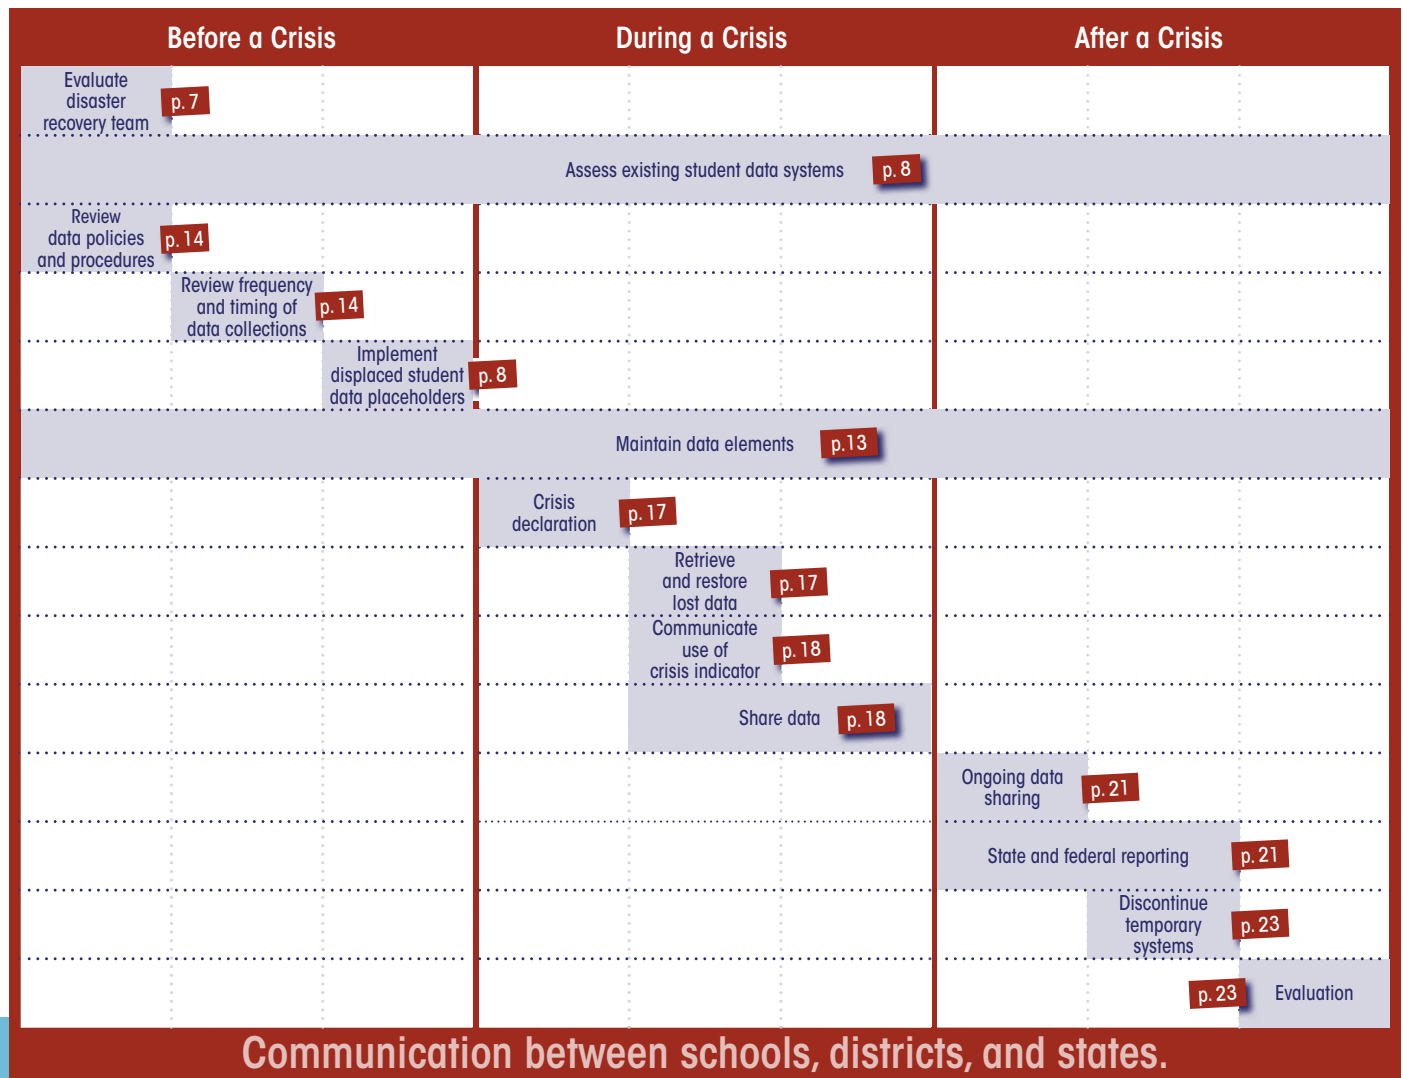 Before a Crisis
During a Crisis
After a Crisis
Evaluate
disaster
recovery team
p. 7
Assess existing student data systems
p. 8
Review
data policies
and procedures
p. 14
Review frequency
and timing of
data collections
p. 14
Implement
displaced student
data placeholders
p. 8
Maintain data elements
p.13
Crisis
declaration
p. 17
Retrieve
and restore
lost data
p. 17
Communicate
use of
crisis indicator
p. 18
Share data
p. 18
Ongoing data
sharing
p. 21
State and federal reporting
p. 21
Discontinue
temporary
systems
p. 23
p. 23
Evaluation
Communication between schools, districts, and states.